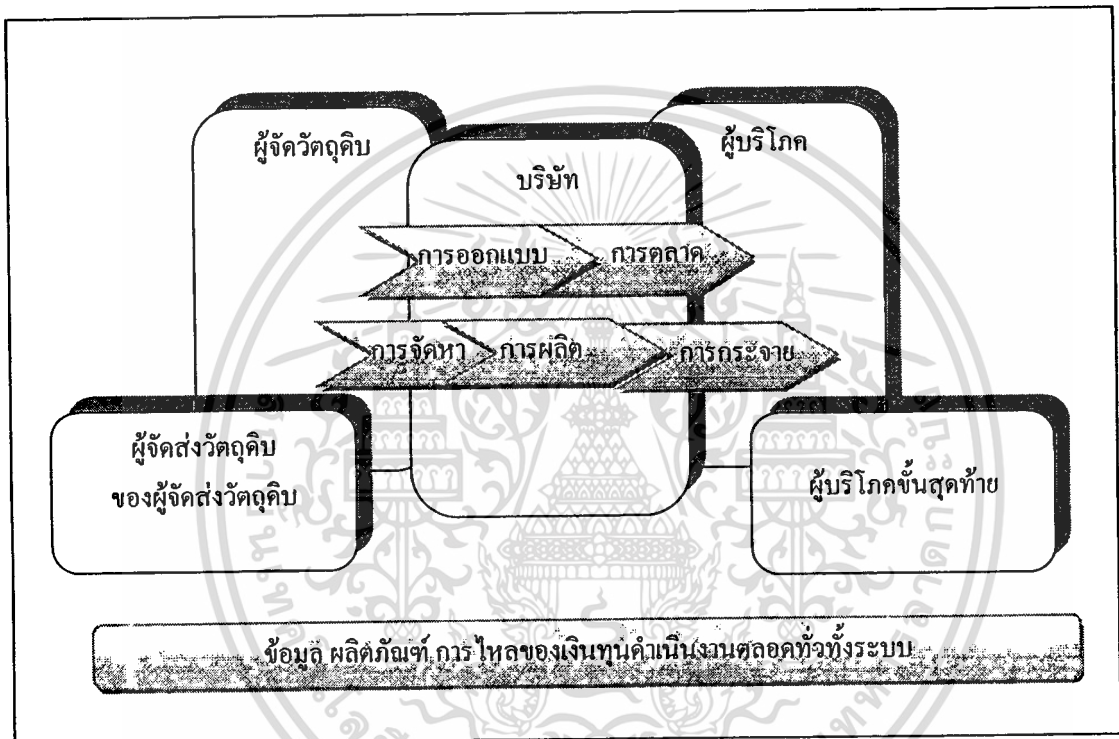 ผู้จัดวัตถุดิบ
บริษัท
ผู้บริโภค
การออกแบบ
การตลาด
การจัดหา
การผลิต
การกระจาย
ผู้จัดส่งวัตถุดิบ
ของผู้จัดส่งวัตถุดิบ
ผู้บริโภคขั้นสุดท้าย
ข้อมูล ผลิตภัณฑ์ การไหลของเงินทุนดำเนินงานตลอดทั่วทั้งระบบ